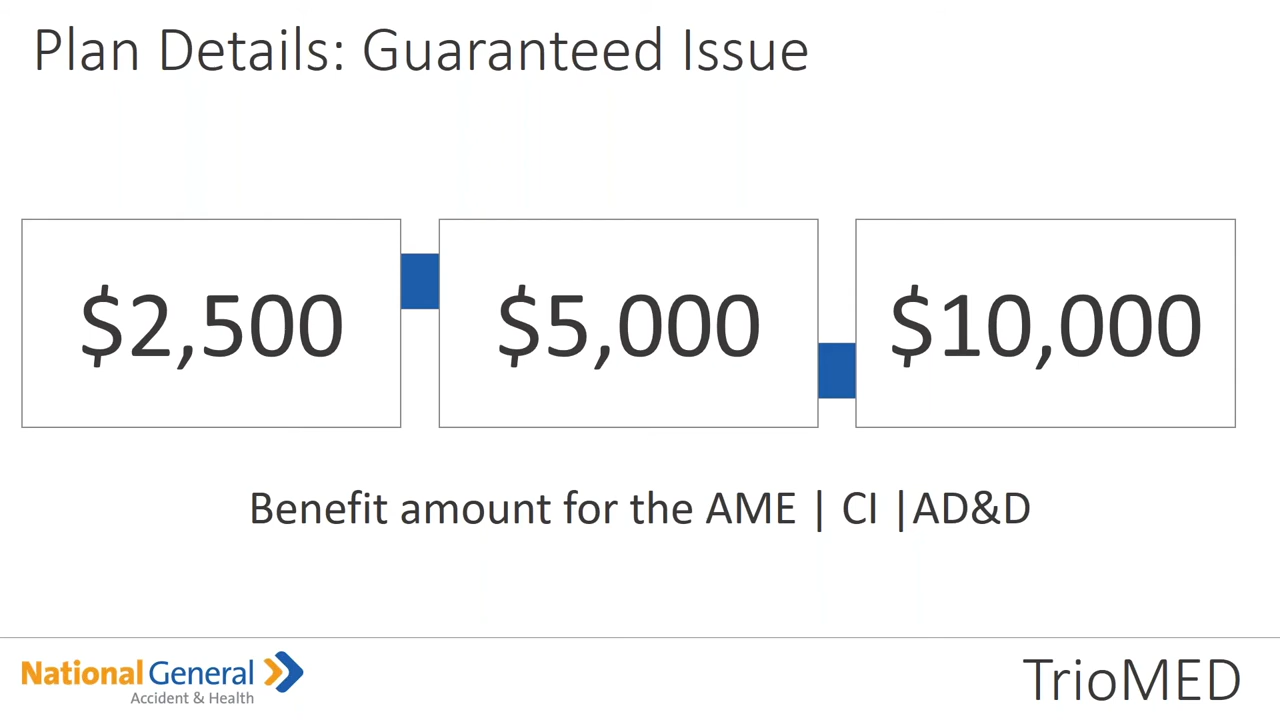 Plan Details: Guaranteed Issue
$2,500
$5,000
$10,000
Benefit amount for the AME | CI |AD&D
National General
Accident & Health
TrioMED